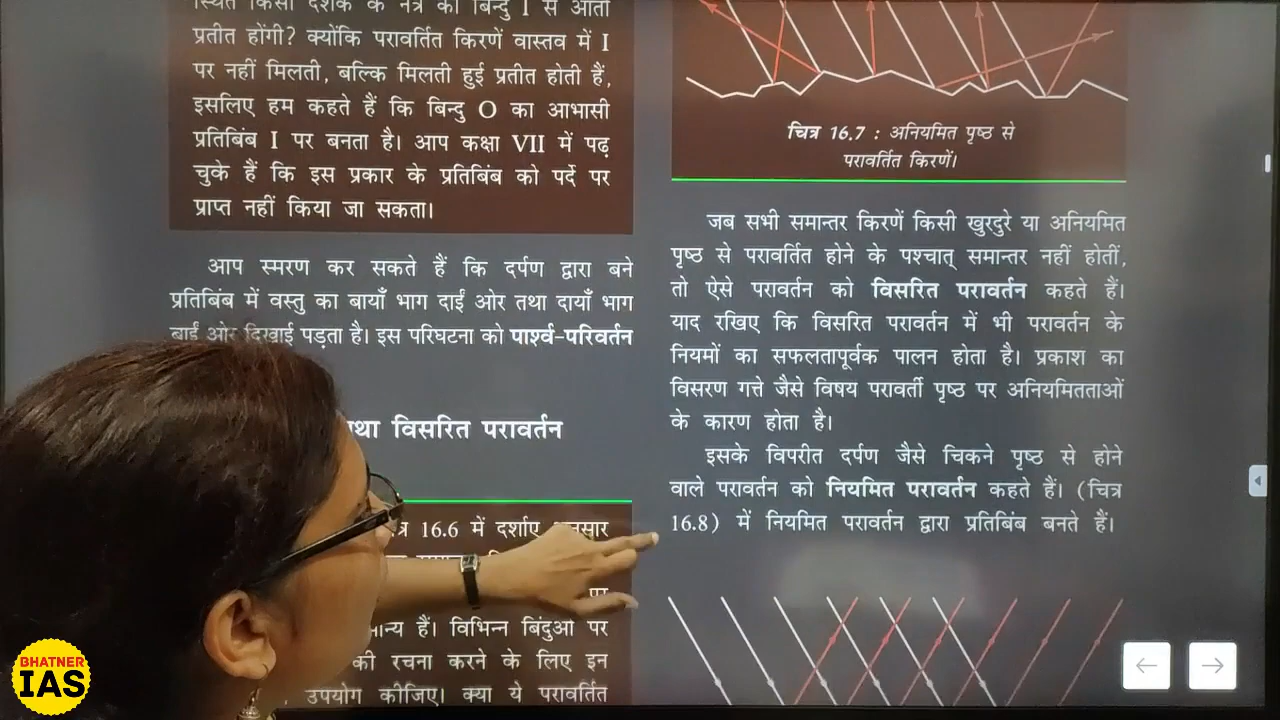 स्थित किसी दर्शक के नेत्र को बिन्दु I से आती
प्रतीत होंगी? क्योंकि परावर्तित किरणें वास्तव में I
पर नहीं मिलती, बल्कि मिलती हुई प्रतीत होती हैं,
इसलिए हम कहते हैं कि बिन्दु O का आभासी
प्रतिबिंब I पर बनता है। आप कक्षा VII में पढ़
चुके हैं कि इस प्रकार के प्रतिबिंब को पर्दे पर
प्राप्त नहीं किया जा सकता।
आप स्मरण कर सकते हैं कि दर्पण द्वारा बने
प्रतिबिंब में वस्तु का बायाँ भाग दाईं ओर तथा दायाँ भाग
बाईं ओर दिखाई पड़ता है। इस परिघटना को पार्श्व-परिवर्तन
तथा विसरित परावर्तन
16.6 में दर्शाए अनुसार
पर
मान्य हैं। विभिन्न बिंदुओं पर
की रचना करने के लिए इन
उपयोग कीजिए। क्या ये परावर्तित
चित्र 16.7 : अनियमित पृष्ठ से
परावर्तित किरणें।
जब सभी समान्तर किरणें किसी खुरदुरे या अनियमित
पृष्ठ से परावर्तित होने के पश्चात् समान्तर नहीं होतीं,
तो ऐसे परावर्तन को विसरित परावर्तन कहते हैं।
याद रखिए कि विसरित परावर्तन में भी परावर्तन के
नियमों का सफलतापूर्वक पालन होता है। प्रकाश का
विसरण गत्ते जैसे विषय परावर्ती पृष्ठ पर अनियमितताओं
के कारण होता है।
इसके विपरीत दर्पण जैसे चिकने पृष्ठ से होने
वाले परावर्तन को नियमित परावर्तन कहते हैं। (चित्र
16.8) में नियमित परावर्तन द्वारा प्रतिबिंब बनते हैं।
BHATNER
IAS